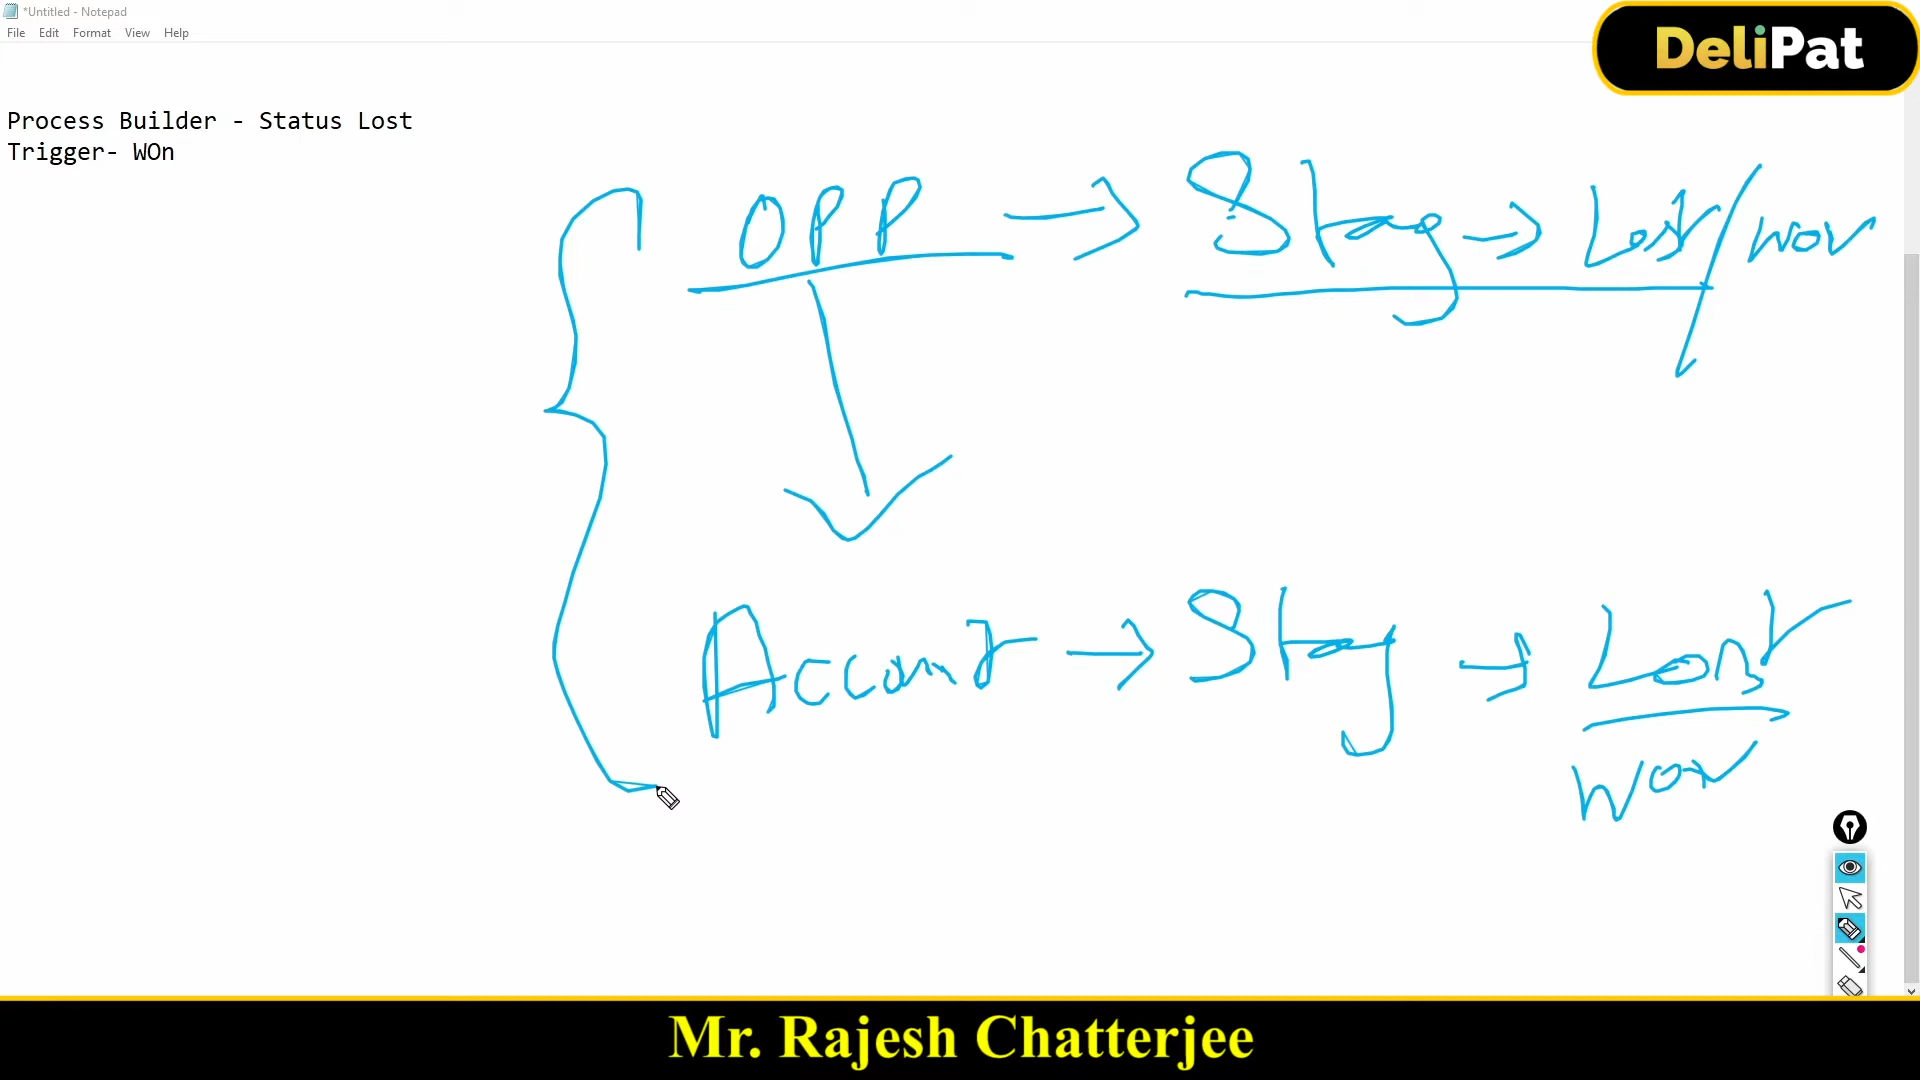 *Untitled - Notepad
File Edit Format View Help
DeliPat
Process Builder - Status Lost
Trigger- WOn
OPP → Stag → Lost/won
Account → Stag → Lost
won
Mr. Rajesh Chatterjee